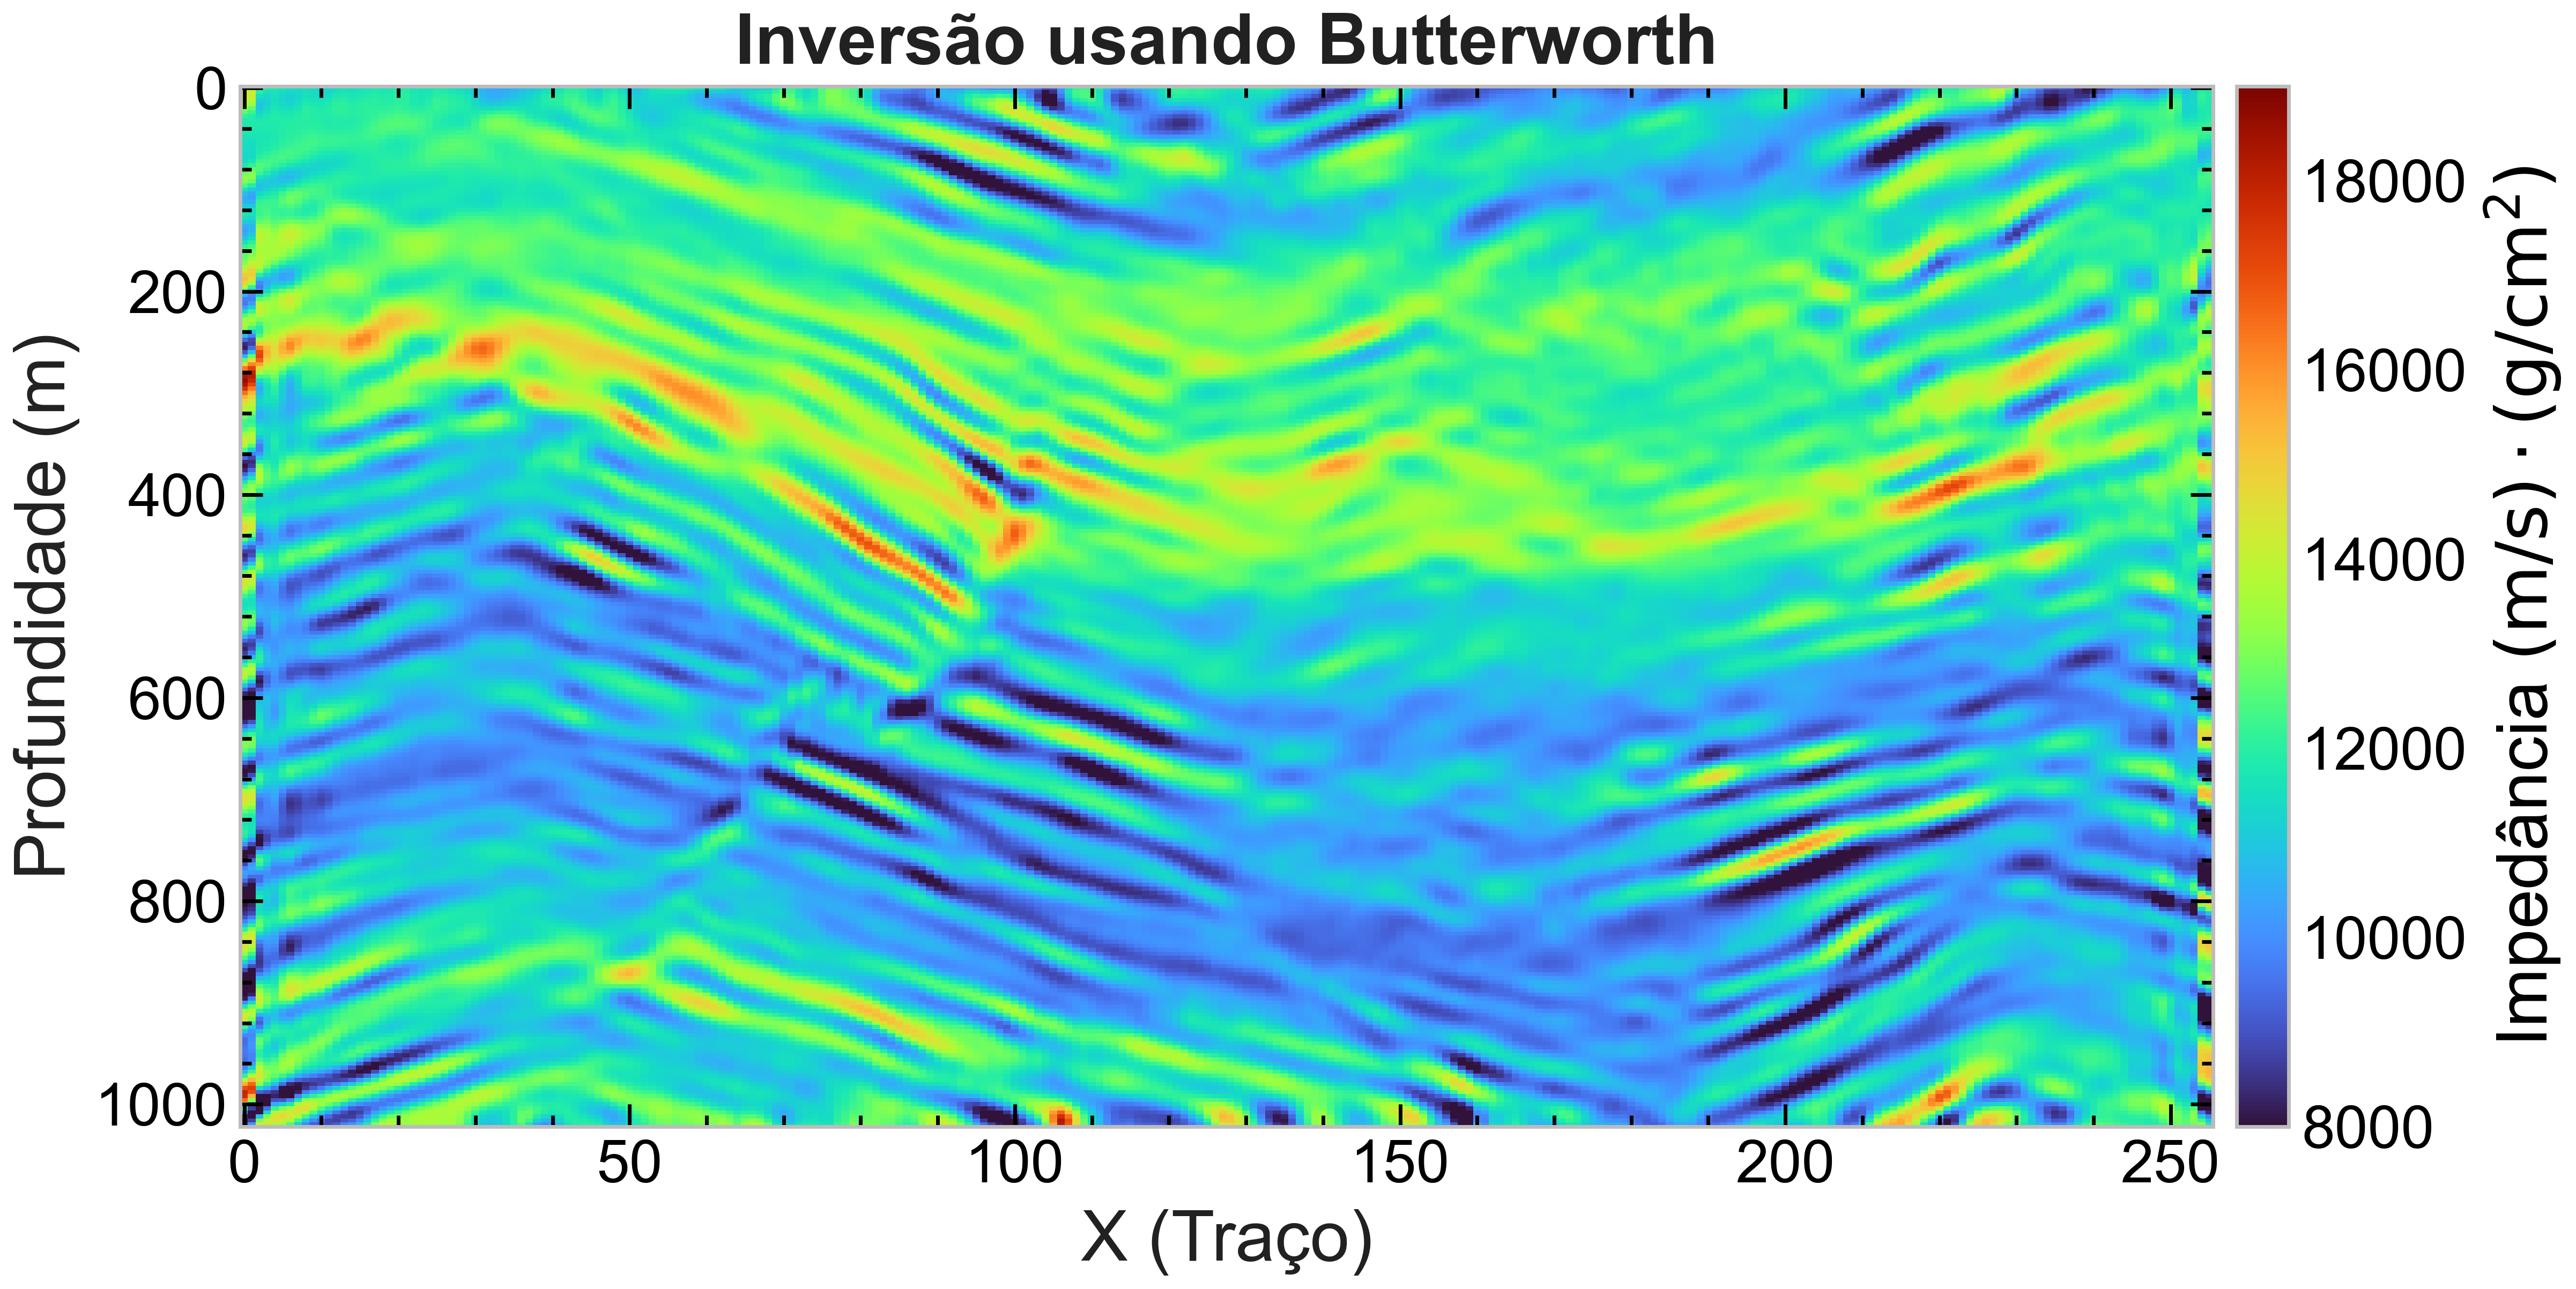 Inversão usando Butterworth
Profundidade (m)
0
200
400
600
800
1000
0 50 100 150 200 250
X (Traço)
18000
16000
14000
12000
10000
8000
Impedância (m/s) · (g/cm²)